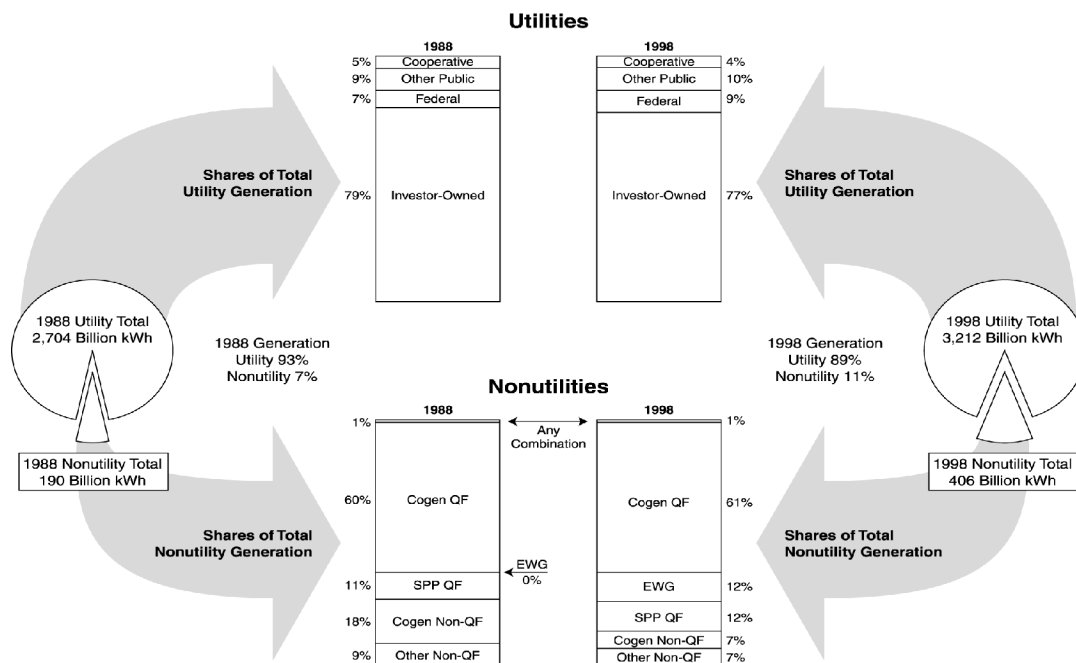 Utilities
1988
1998
5%
Cooperative
Cooperative
4%
9%
Other Public
Other Public
10%
7%
Federal
Federal
9%
Shares of Total
Utility Generation
79%
Investor-Owned
Investor-Owned
77%
Shares of Total
Utility Generation
1988 Utility Total
2,704 Billion kWh
1988 Generation
Utility 93%
Nonutility 7%
1998 Generation
Utility 89%
Nonutility 11%
1998 Utility Total
3,212 Billion kWh
Nonutilities
1988
1998
1%
Any
Combination
1%
1988 Nonutility Total
190 Billion kWh
1998 Nonutility Total
406 Billion kWh
60%
Cogen QF
Cogen QF
61%
Shares of Total
Nonutility Generation
Shares of Total
Nonutility Generation
EWG
0%
11%
SPP QF
EWG
12%
18%
Cogen Non-QF
SPP QF
12%
Cogen Non-QF
7%
9%
Other Non-QF
Other Non-QF
7%